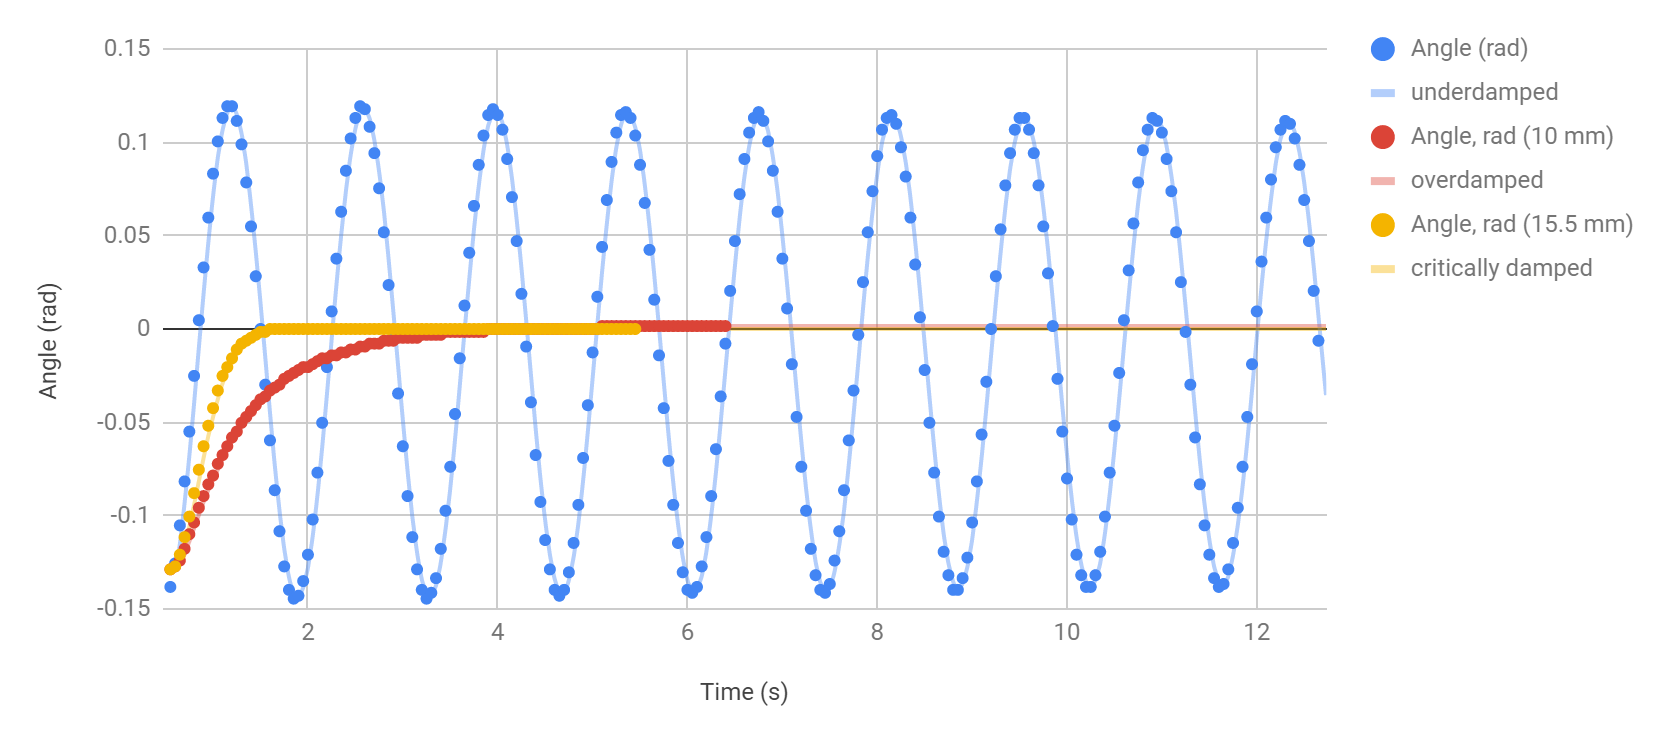 0.15
0.1
0.05
0
-0.05
-0.1
-0.15
Angle (rad)
2 4 6 8 10 12
Time (s)
Angle (rad)
underdamped
Angle, rad (10 mm)
overdamped
Angle, rad (15.5 mm)
critically damped